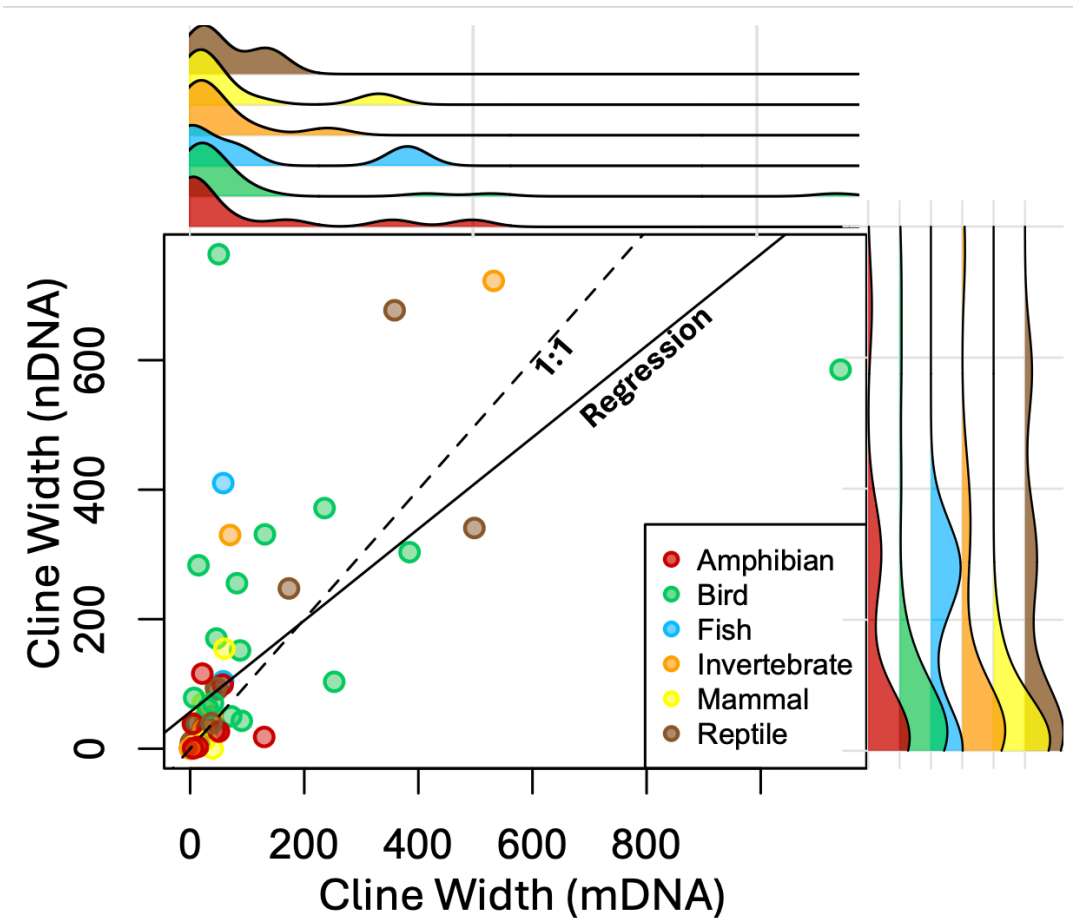 Cline Width (nDNA)
600
400
200
0
1:1
Regression
Amphibian
Bird
Fish
Invertebrate
Mammal
Reptile
0 200 400 600 800
Cline Width (mDNA)